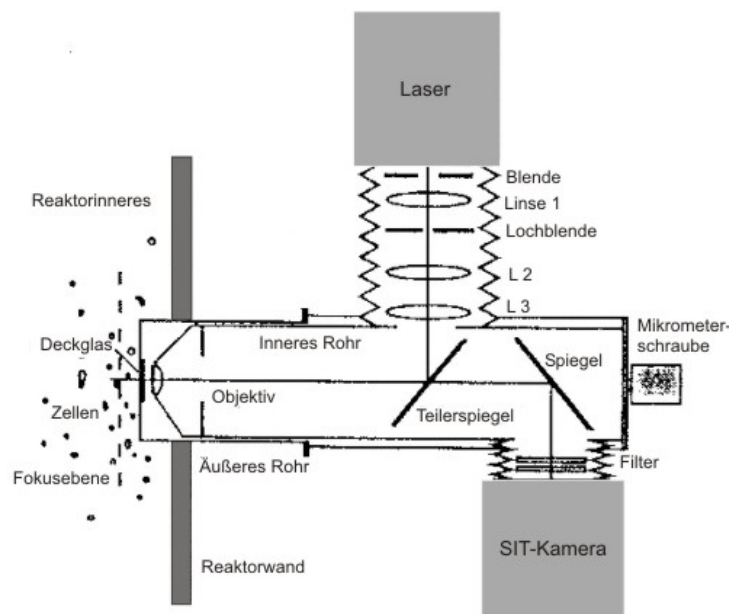 Laser
Blende
Linse 1
Lochblende
L 2
L 3
Reaktorinneres
Deckglas
Inneres Rohr
Mikrometer-
schraube
Spiegel
Objektiv
Teilerspiegel
Zellen
Fokusebene
Äußeres Rohr
Filter
SIT-Kamera
Reaktorwand